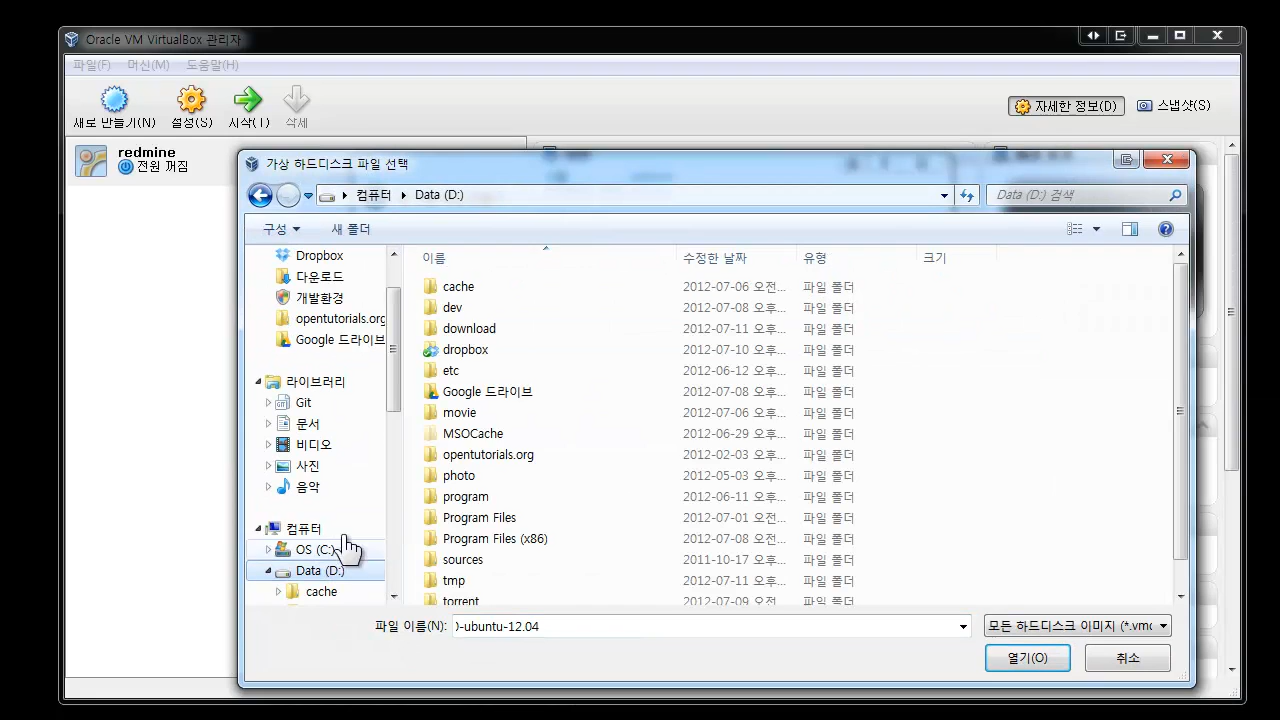 Oracle VM VirtualBox 관리자
파일(F) 머신(M) 도움말(H)
새로 만들기(N) 설정(S) 시작(T) 삭제
자세한 정보(D) 스냅샷(S)
redmine
전원 꺼짐
가상 하드디스크 파일 선택
컴퓨터 Data (D:)
Data (D:) 검색
구성 새 폴더
이름 수정한 날짜 유형 크기
Dropbox
다운로드
개발환경
opentutorials.org
Google 드라이브
라이브러리
Git
문서
비디오
사진
음악
컴퓨터
OS (C:)
Data (D:)
cache
cache 2012-07-06 오전... 파일 폴더
dev 2012-07-08 오후... 파일 폴더
download 2012-07-11 오후... 파일 폴더
dropbox 2012-07-10 오후... 파일 폴더
etc 2012-06-12 오후... 파일 폴더
Google 드라이브 2012-07-08 오후... 파일 폴더
movie 2012-07-06 오후... 파일 폴더
MSOCache 2012-06-29 오후... 파일 폴더
opentutorials.org 2012-02-03 오후... 파일 폴더
photo 2012-05-03 오후... 파일 폴더
program 2012-06-11 오후... 파일 폴더
Program Files 2012-07-01 오후... 파일 폴더
Program Files (x86) 2012-07-08 오후... 파일 폴더
sources 2011-10-17 오후... 파일 폴더
tmp 2012-07-11 오후... 파일 폴더
torrent 2012-07-09 오전... 파일 폴더
파일 이름(N): )-ubuntu-12.04
모든 하드디스크 이미지 (*.vmc
열기(O) 취소